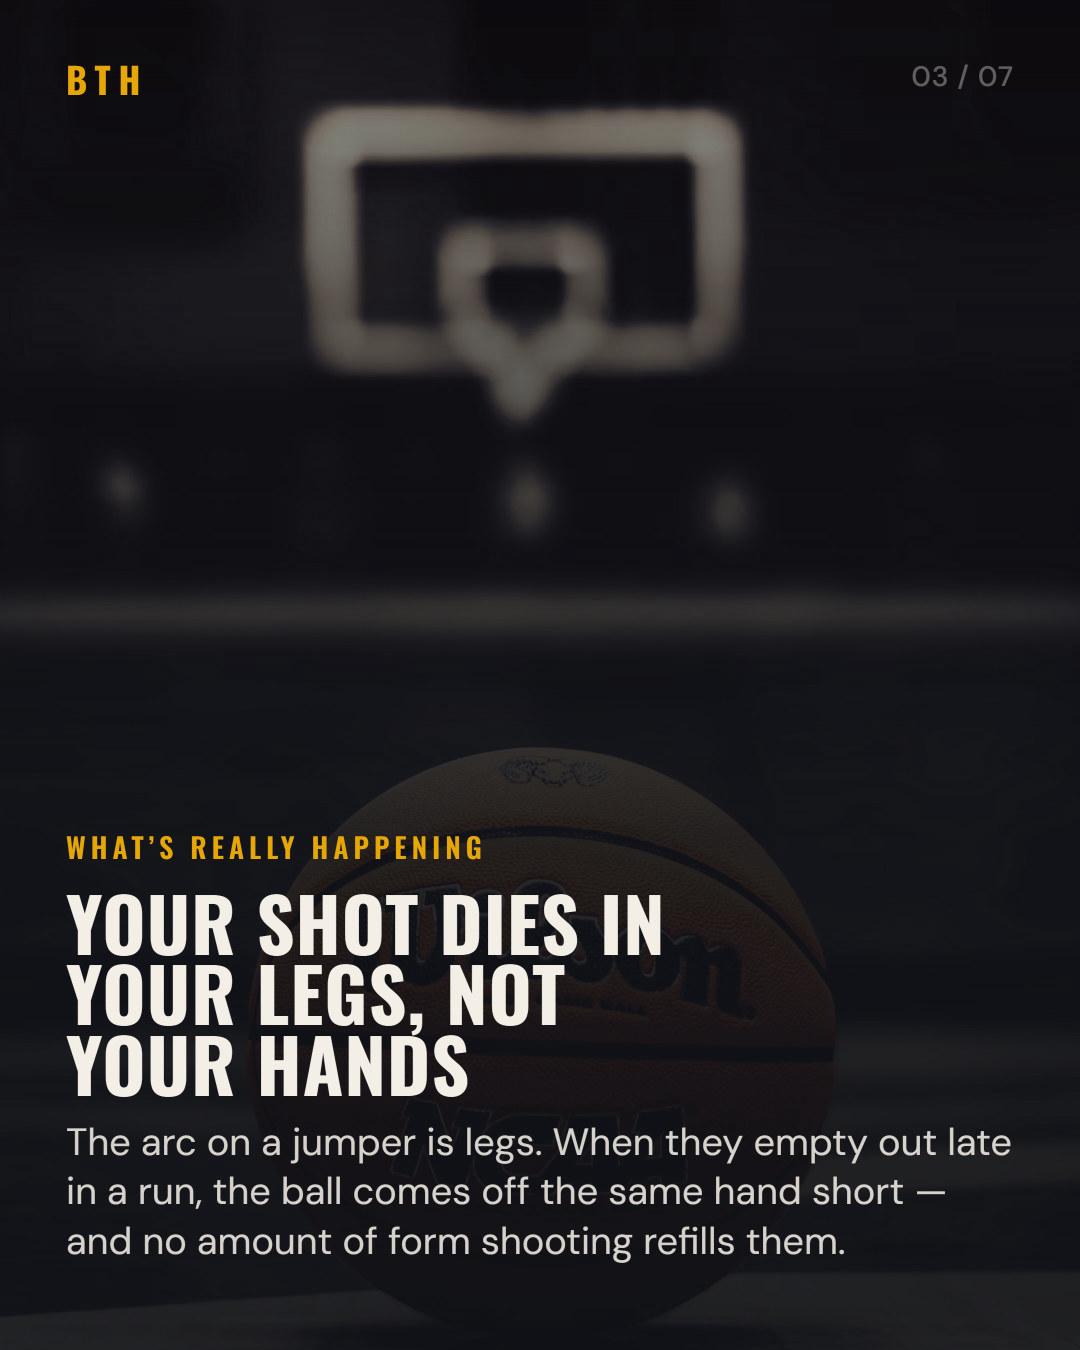 BTH
03 / 07
WHAT’S REALLY HAPPENING
YOUR SHOT DIES IN
YOUR LEGS, NOT
YOUR HANDS
The arc on a jumper is legs. When they empty out late
in a run, the ball comes off the same hand short —
and no amount of form shooting refills them.
Wilson
NCAA